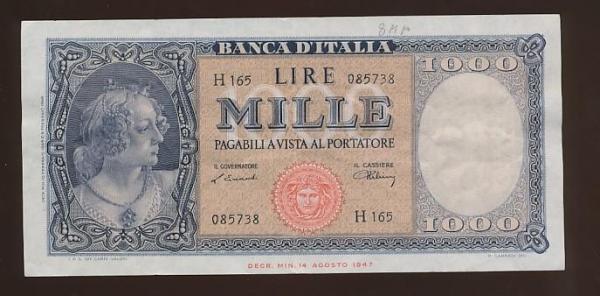 BANCA D'ITALIA
H 165 LIRE 085738
1000
1000
MILLE
PAGABILI A VISTA AL PORTATORE
IL GOVERNATORE IL CASSIERE
085738 H 165
1000
DECR. MIN. 14 AGOSTO 1947